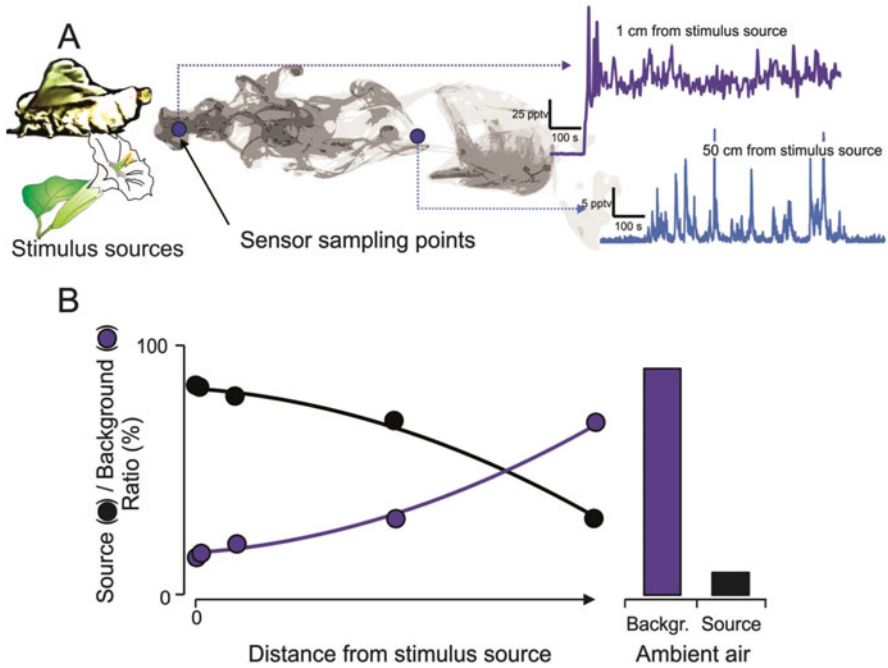 A
1 cm from stimulus source
25 pptv
100 s
50 cm from stimulus source
5 pptv
100 s
Stimulus sources
Sensor sampling points
B
Source (●) / Background (●)
Ratio (%)
100
0
0
Distance from stimulus source
Backgr. Source
Ambient air